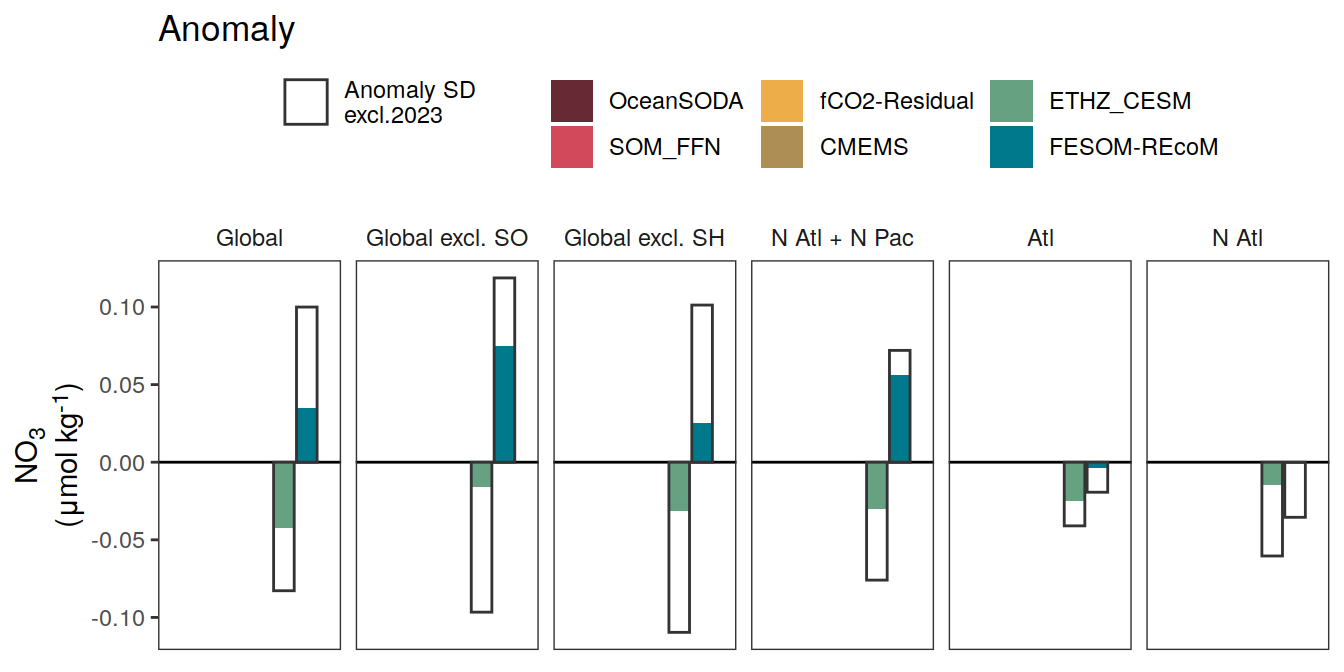 Anomaly
Anomaly SD
excl.2023
OceanSODA
SOM_FFN
fCO2-Residual
CMEMS
ETHZ_CESM
FESOM-REcoM
Global
Global excl. SO
Global excl. SH
N Atl + N Pac
Atl
N Atl
NO₃
(μmol kg⁻¹)
0.10
0.05
0.00
-0.05
-0.10